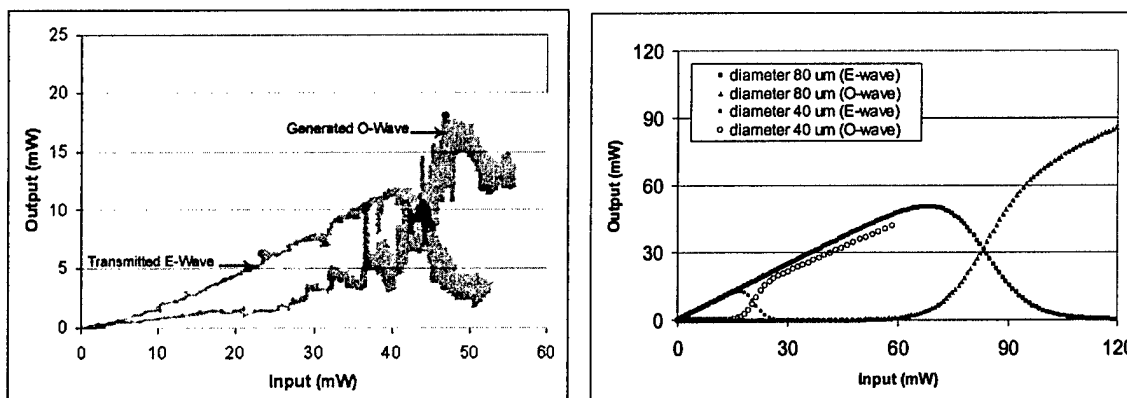 25
20
15
10
5
0
Output (mW)
Generated O-Wave
Transmitted E-Wave
0 10 20 30 40 50 60
Input (mW)
120
90
60
30
0
Output (mW)
diameter 80 um (E-wave)
diameter 80 um (O-wave)
diameter 40 um (E-wave)
diameter 40 um (O-wave)
0 30 60 90 120
Input (mW)